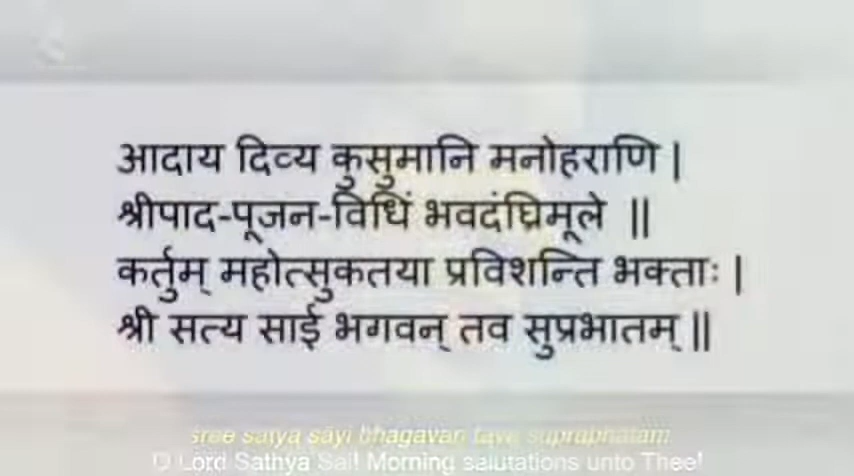 आदाय दिव्य कुसुमानि मनोहराणि |
श्रीपाद-पूजन-विधिं भवदंघ्रिमूले ||
कर्तुम् महोत्सुकतया प्रविशन्ति भक्ताः |
श्री सत्य साई भगवन् तव सुप्रभातम् ||
sree satya sayi bhagavan tava suprabhatam
O Lord Sathya Sai! Morning salutations unto Thee!